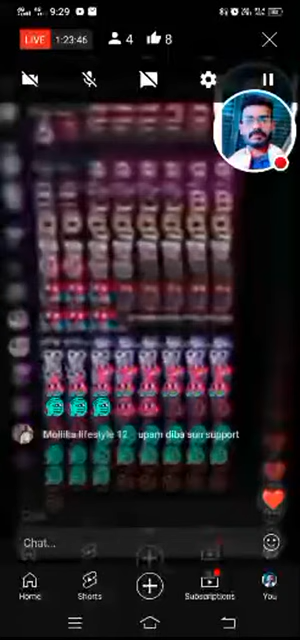 9:29
LIVE 1:23:46 4 8
Mollika lifestyle 12 upam diba sun support
Chat...
Home Shorts Subscriptions You